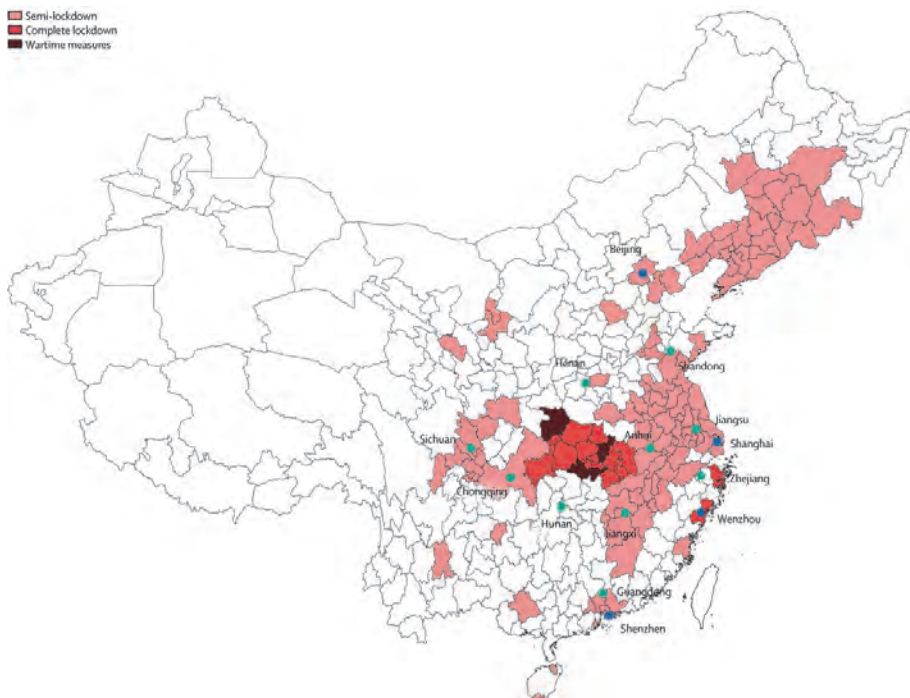 Semi-lockdown
Complete lockdown
Wartime measures
Beijing
Henan
Shandong
Jiangsu
Sichuan
Anhui
Shanghai
Chongqing
Zhejiang
Hunan
Jiangxi
Wenzhou
Guangdong
Shenzhen